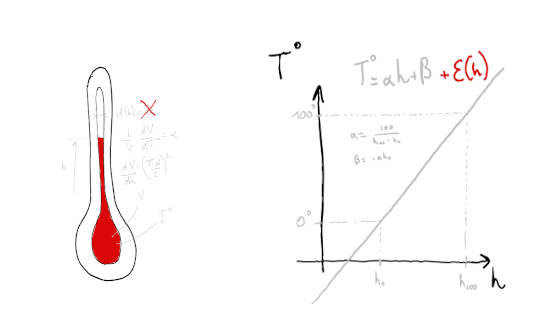 d(h)=X
1/V dV/dT° = α
dV/dh = (πd/2)²
h
V
T°
T°
T° = αh+β + ε(h)
100°
α = 100/(h₁₀₀-h₀)
β = -αh₀
0°
h₀
h₁₀₀
h